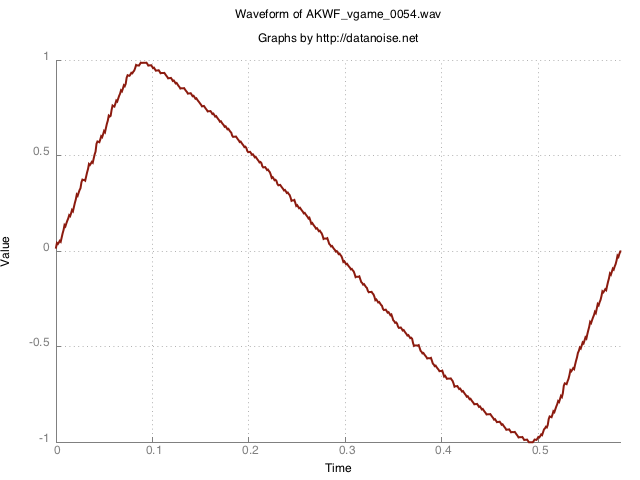 Waveform of AKWF_vgame_0054.wav
Graphs by http://datanoise.net
1
0.5
0
-0.5
-1
Value
0 0.1 0.2 0.3 0.4 0.5
Time